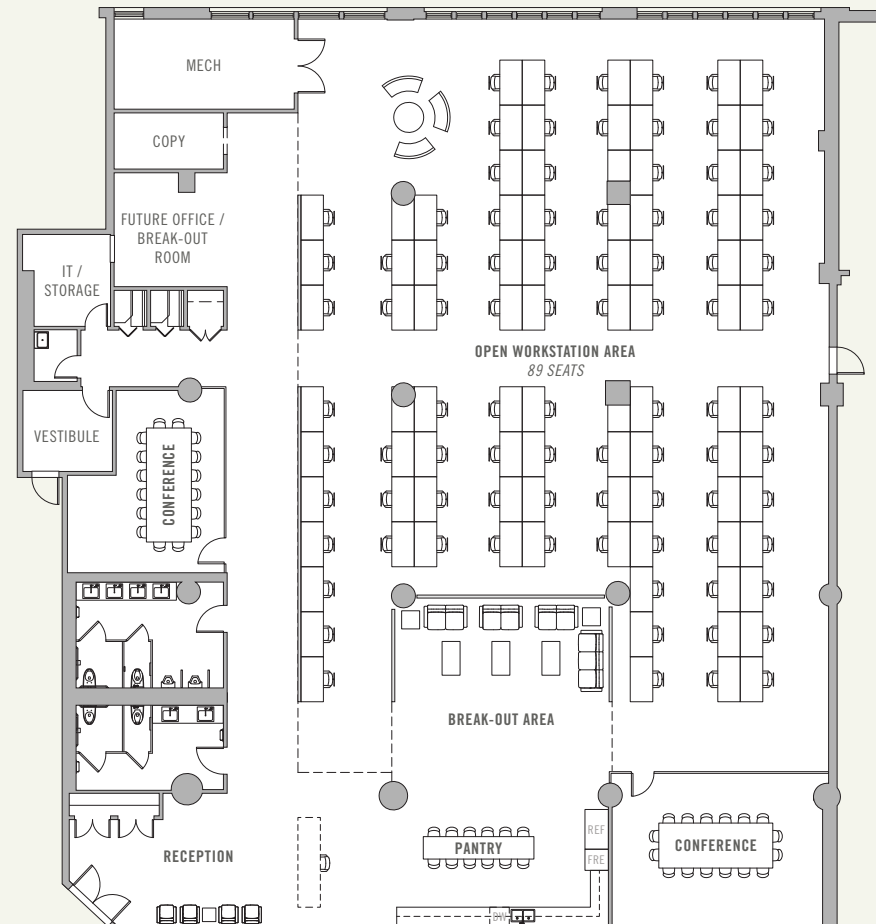 MECH
COPY
FUTURE OFFICE /
BREAK-OUT
ROOM
IT /
STORAGE
OPEN WORKSTATION AREA
89 SEATS
VESTIBULE
CONFERENCE
BREAK-OUT AREA
REF
FRE
PANTRY
CONFERENCE
RECEPTION
DW